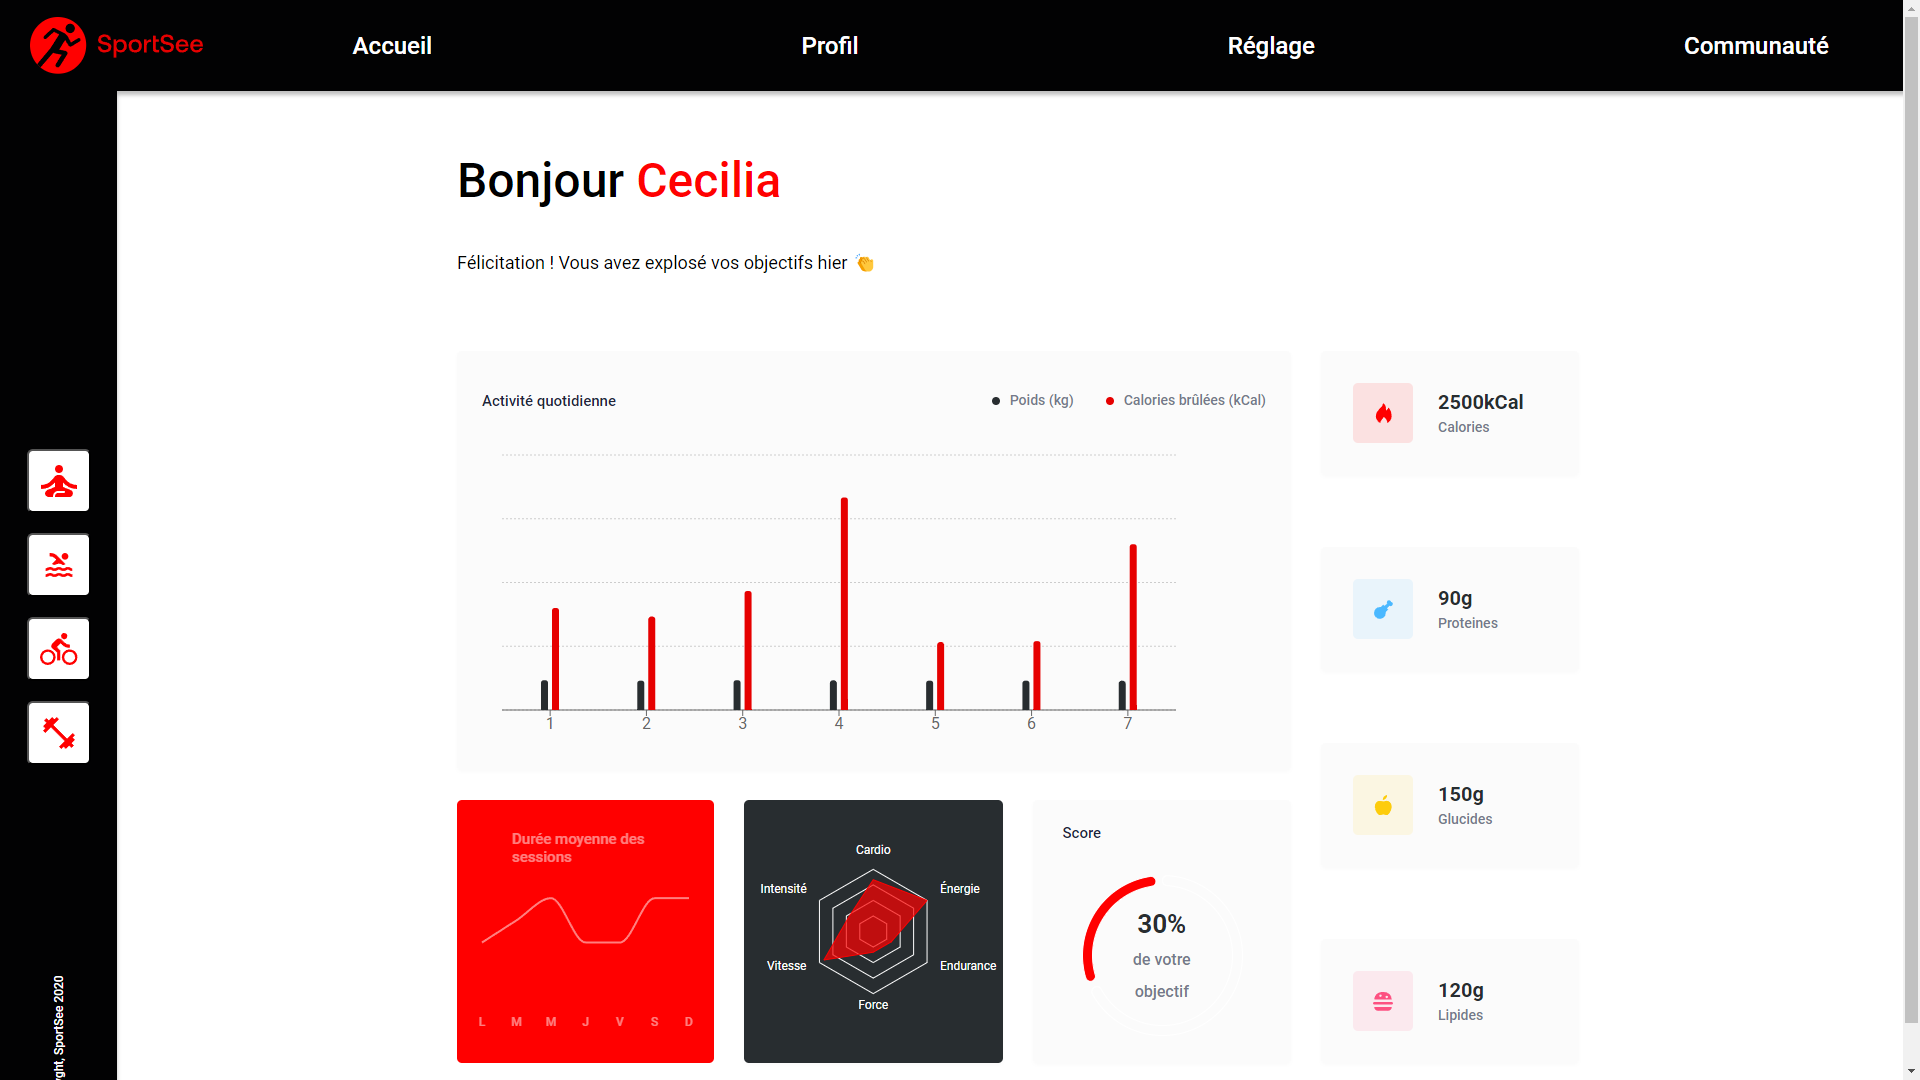 SportSee
Accueil
Profil
Réglage
Communauté
Bonjour Cecilia
Félicitation ! Vous avez explosé vos objectifs hier 👏
Activité quotidienne
Poids (kg)
Calories brûlées (kCal)
1 2 3 4 5 6 7
2500kCal
Calories
90g
Proteines
150g
Glucides
120g
Lipides
Durée moyenne des
sessions
L M M J V S D
Cardio
Énergie
Endurance
Force
Vitesse
Intensité
Score
30%
de votre
objectif
SportSee 2020